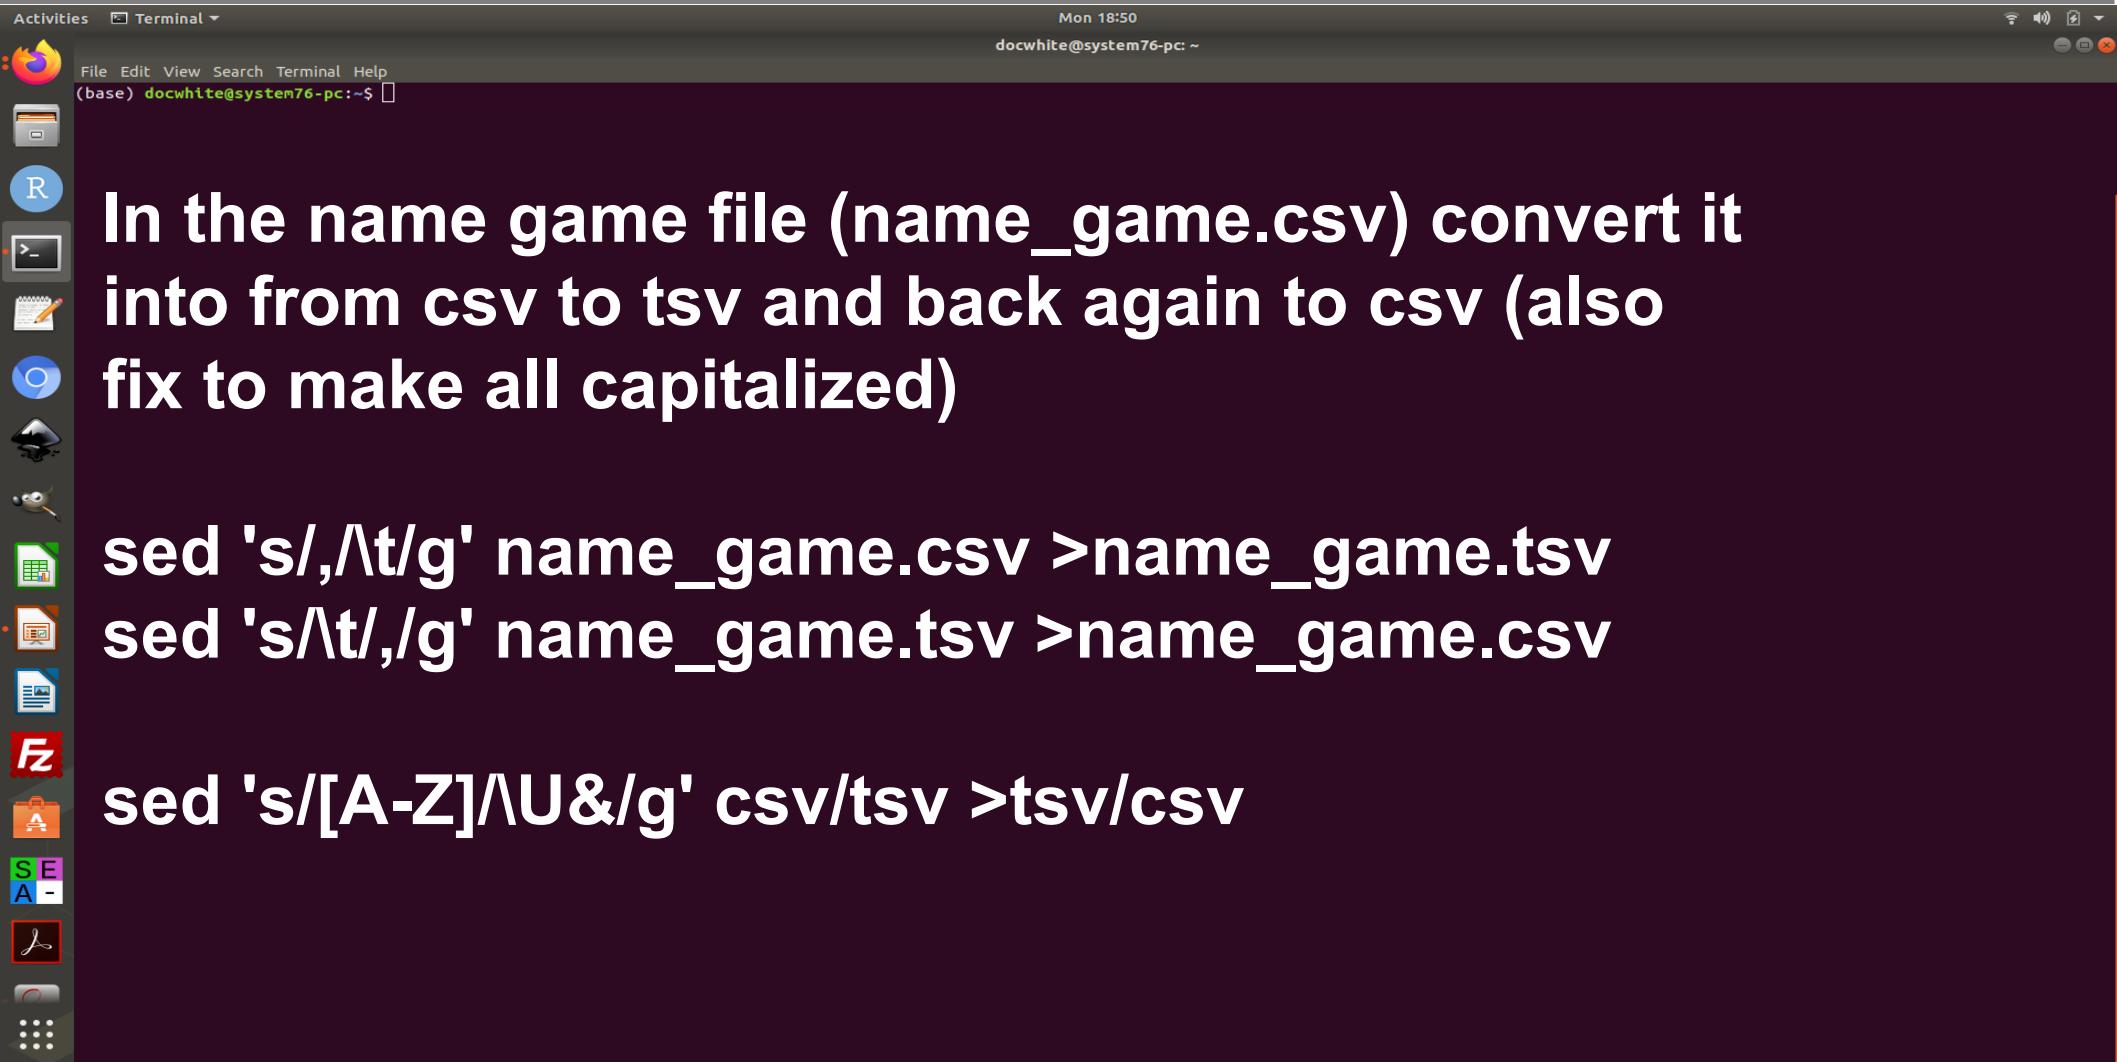 Activities Terminal Mon 18:50
docwhite@system76-pc: ~
File Edit View Search Terminal Help
(base) docwhite@system76-pc:~$
In the name game file (name_game.csv) convert it
into from csv to tsv and back again to csv (also
fix to make all capitalized)
sed 's/,/\t/g' name_game.csv >name_game.tsv
sed 's/\t/,/g' name_game.tsv >name_game.csv
sed 's/[A-Z]/\U&/g' csv/tsv >tsv/csv
R
>_
Fz
A
S E
A -